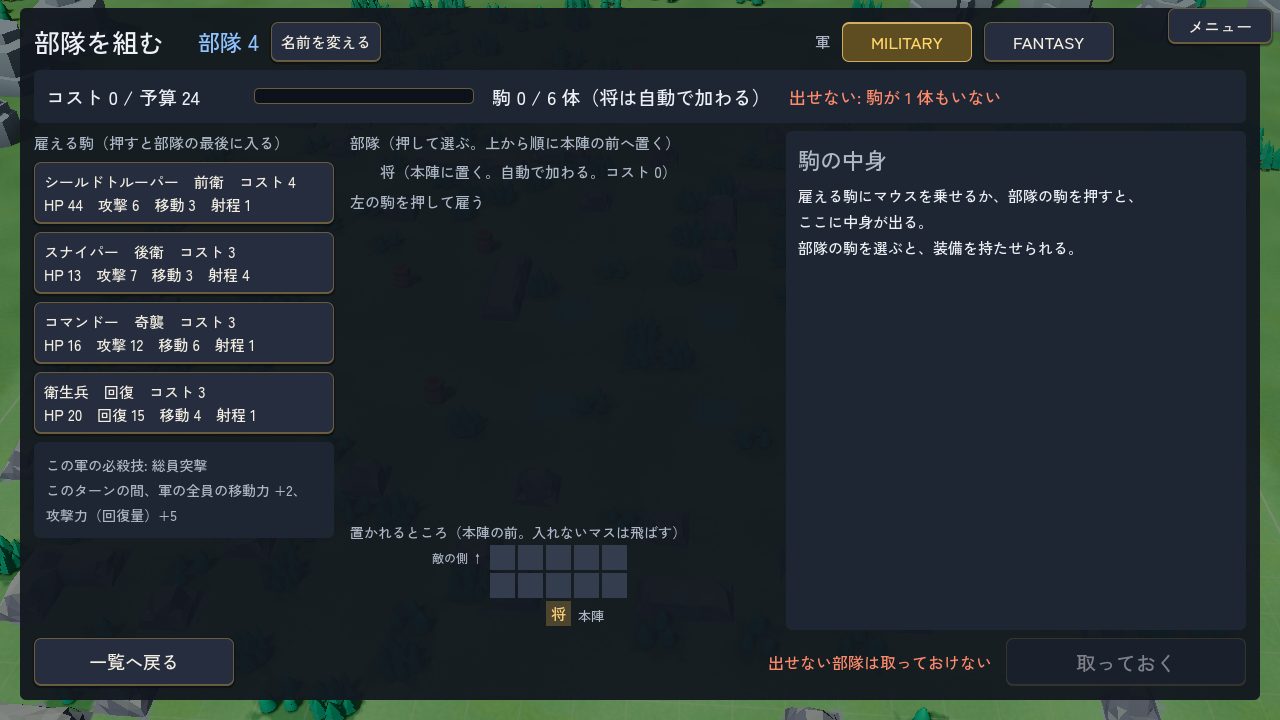 部隊を組む
部隊 4
名前を変える
軍
MILITARY
FANTASY
メニュー
コスト 0 / 予算 24
駒 0 / 6 体（将は自動で加わる）
出せない: 駒が 1 体もいない
雇える駒（押すと部隊の最後に入る）
シールドトルーパー　前衛　コスト 4
HP 44　攻撃 6　移動 3　射程 1
スナイパー　後衛　コスト 3
HP 13　攻撃 7　移動 3　射程 4
コマンドー　奇襲　コスト 3
HP 16　攻撃 12　移動 6　射程 1
衛生兵　回復　コスト 3
HP 20　回復 15　移動 4　射程 1
この軍の必殺技: 総員突撃
このターンの間、軍の全員の移動力 +2、
攻撃力（回復量）+5
部隊（押して選ぶ。上から順に本陣の前へ置く）
将（本陣に置く。自動で加わる。コスト 0）
左の駒を押して雇う
置かれるところ（本陣の前。入れないマスは飛ばす）
敵の側 ↑
将
本陣
駒の中身
雇える駒にマウスを乗せるか、部隊の駒を押すと、
ここに中身が出る。
部隊の駒を選ぶと、装備を持たせられる。
一覧へ戻る
出せない部隊は取っておけない
取っておく